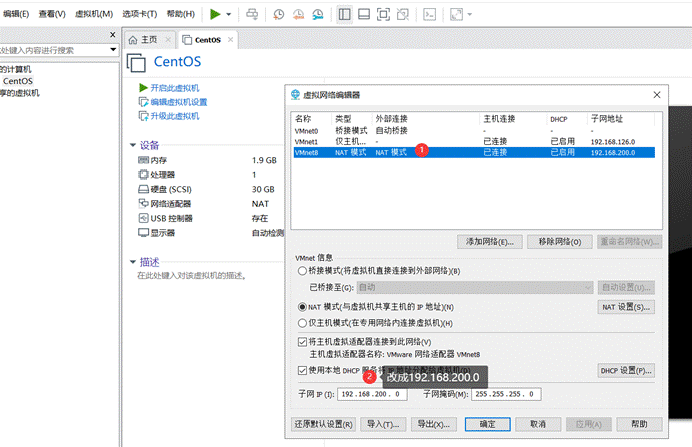 编辑(E) 查看(V) 虚拟机(M) 选项卡(T) 帮助(H)
此处键入内容进行搜索
的计算机
CentOS
享的虚拟机
主页
CentOS
CentOS
开启此虚拟机
编辑虚拟机设置
升级此虚拟机
设备
内存 1.9 GB
处理器 1
硬盘 (SCSI) 30 GB
网络适配器 NAT
USB 控制器 存在
显示器 自动检测
描述
在此处键入对该虚拟机的描述。
虚拟网络编辑器
名称 类型 外部连接 主机连接 DHCP 子网地址
VMnet0 桥接模式 自动桥接 - -
VMnet1 仅主机... - 已连接 已启用 192.168.126.0
VMnet8 NAT 模式 NAT 模式 已连接 已启用 192.168.200.0
1
添加网络(E)... 移除网络(O) 重命名网络(W)...
VMnet 信息
桥接模式(将虚拟机直接连接到外部网络)(B)
已桥接至(G): 自动 自动设置(U)...
NAT 模式(与虚拟机共享主机的 IP 地址)(N) NAT 设置(S)...
仅主机模式(在专用网络内连接虚拟机)(H)
将主机虚拟适配器连接到此网络(V)
主机虚拟适配器名称: VMware 网络适配器 VMnet8
使用本地 DHCP 服务将 IP 地址分配给虚拟机(D) DHCP 设置(P)...
2 改成192.168.200.0
子网 IP (I): 192.168.200. 0 子网掩码(M): 255.255.255. 0
还原默认设置(R) 导入(T)... 导出(X)... 确定 取消 应用(A) 帮助